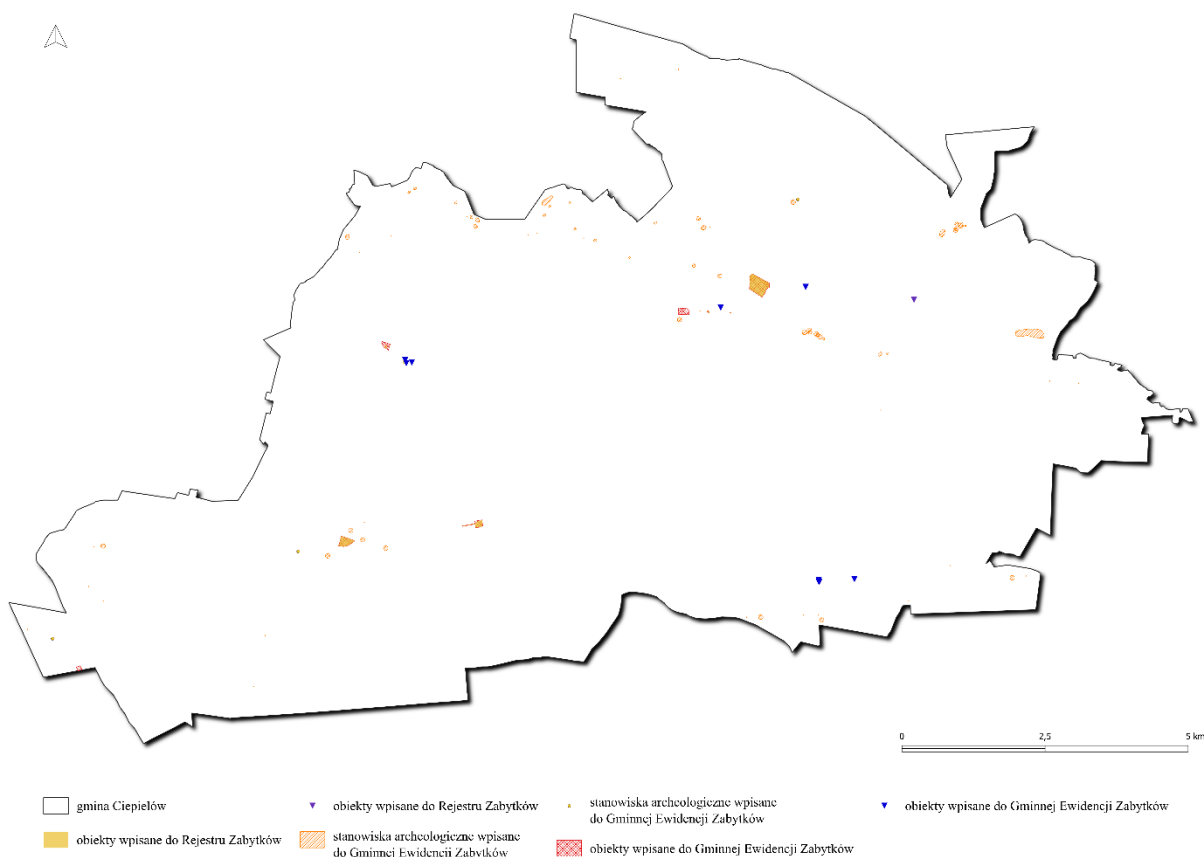 0
2,5
5 km
gmina Ciepielów
obiekty wpisane do Rejestru Zabytków
stanowiska archeologiczne wpisane
do Gminnej Ewidencji Zabytków
obiekty wpisane do Gminnej Ewidencji Zabytków
obiekty wpisane do Rejestru Zabytków
stanowiska archeologiczne wpisane
do Gminnej Ewidencji Zabytków
obiekty wpisane do Gminnej Ewidencji Zabytków